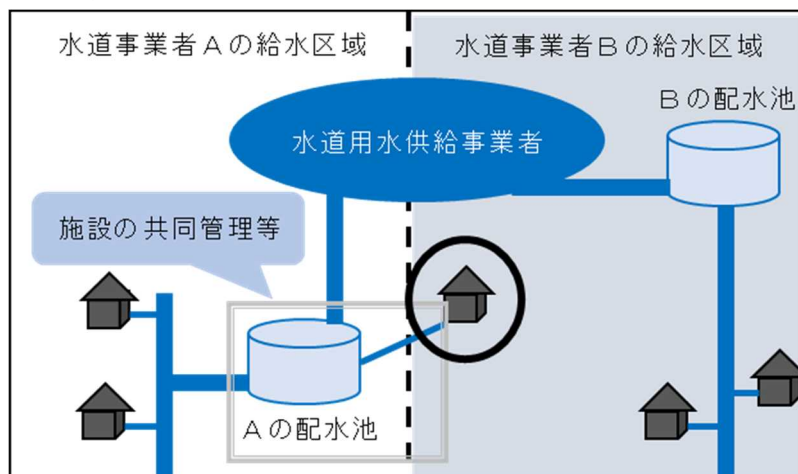 水道事業者Ａの給水区域
水道事業者Ｂの給水区域
Ｂの配水池
水道用水供給事業者
施設の共同管理等
Ａの配水池